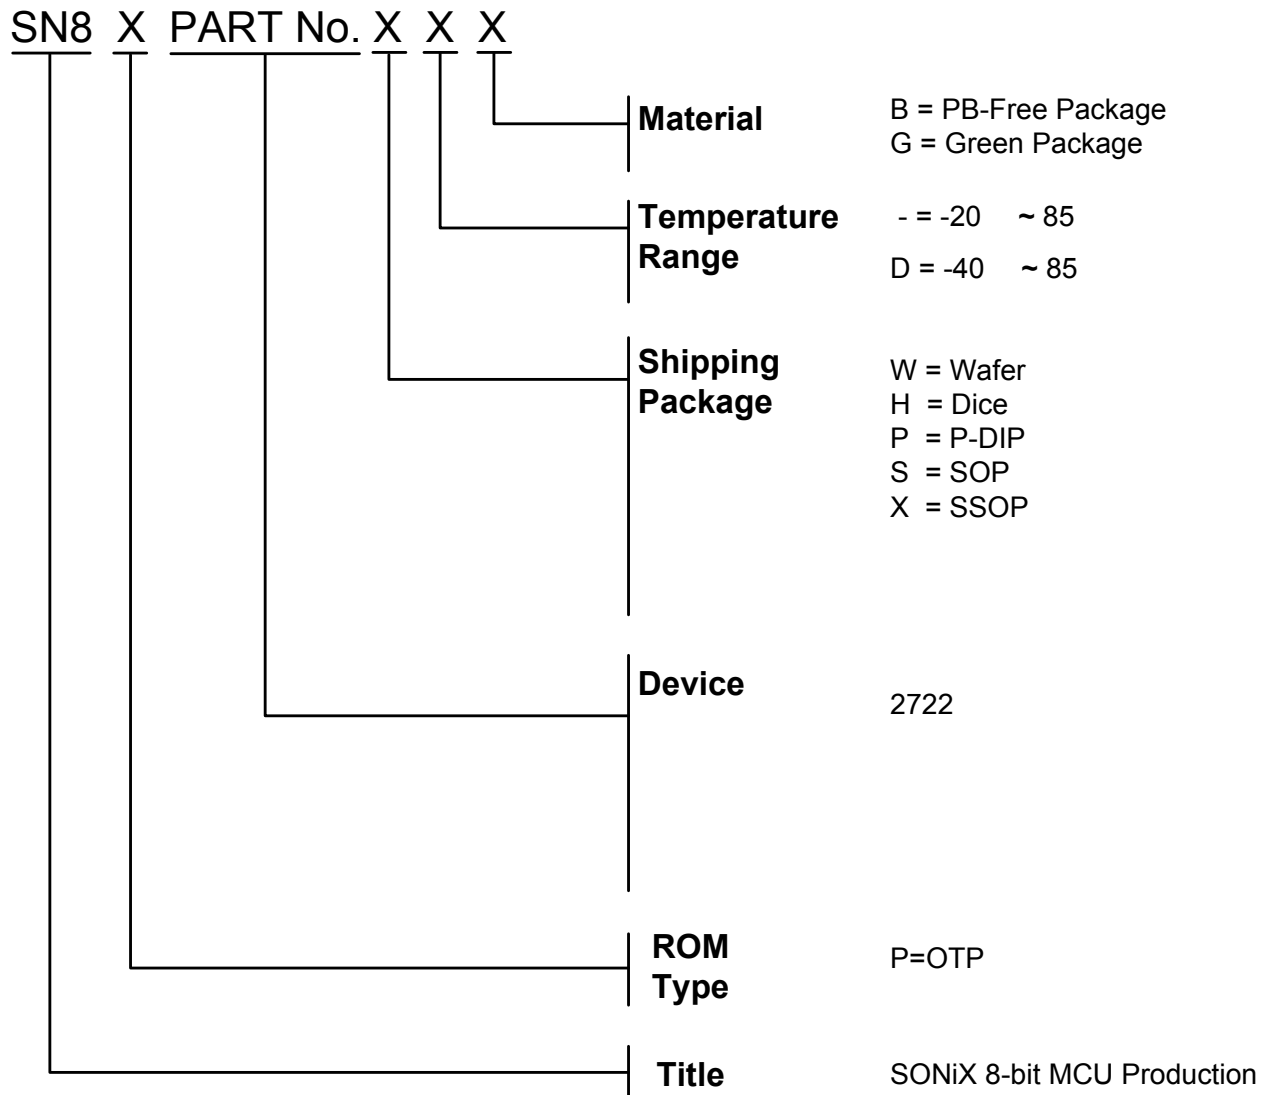 SN8 X PART No. X X X
Material
B = PB-Free Package
G = Green Package
Temperature
Range
- = -20 ~ 85
D = -40 ~ 85
Shipping
Package
W = Wafer
H = Dice
P = P-DIP
S = SOP
X = SSOP
Device
2722
ROM
Type
P=OTP
Title
SONiX 8-bit MCU Production